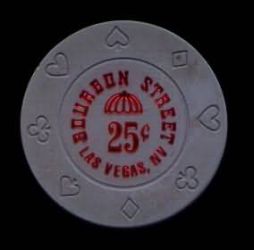 BOURBON STREET
25¢
LAS VEGAS, NV